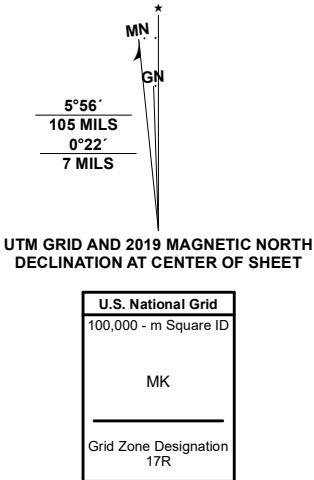 MN
GN
5°56´
105 MILS
0°22´
7 MILS
UTM GRID AND 2019 MAGNETIC NORTH
DECLINATION AT CENTER OF SHEET
U.S. National Grid
100,000 - m Square ID
MK
Grid Zone Designation
17R